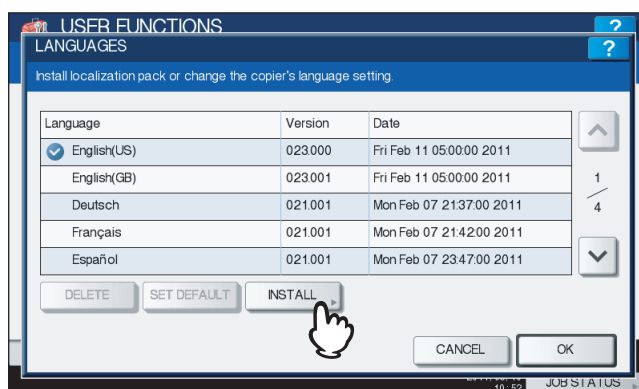 USER FUNCTIONS ?
LANGUAGES ?
Install localization pack or change the copier's language setting.
Language Version Date
English(US) 023.000 Fri Feb 11 05:00:00 2011
English(GB) 023.001 Fri Feb 11 05:00:00 2011
Deutsch 021.001 Mon Feb 07 21:37:00 2011
Français 021.001 Mon Feb 07 21:42:00 2011
Español 021.001 Mon Feb 07 23:47:00 2011
1
4
DELETE SET DEFAULT INSTALL
CANCEL OK
JOB STATUS